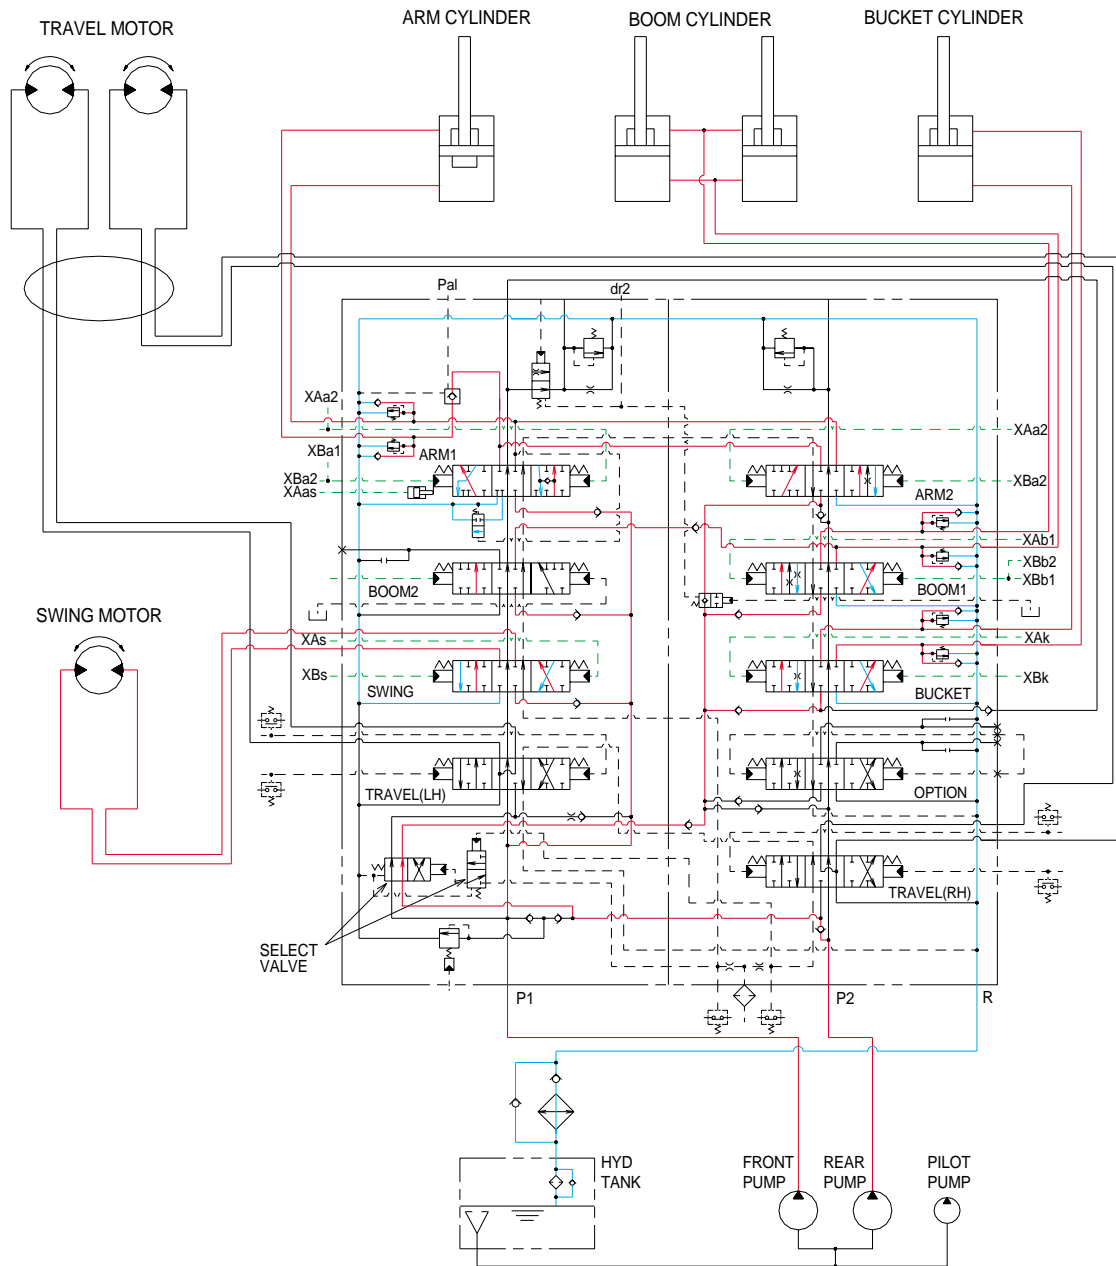 ARM CYLINDER
BOOM CYLINDER
BUCKET CYLINDER
TRAVEL MOTOR
Pal
dr2
XAa2
XBa1
ARM1
XBa2
XAas
XAa2
XBa2
ARM2
XAb1
XBb2
XBb1
BOOM2
BOOM1
SWING MOTOR
XAs
XBs
SWING
XAk
XBk
BUCKET
TRAVEL(LH)
OPTION
TRAVEL(RH)
SELECT
VALVE
P1
P2
R
HYD
TANK
FRONT
PUMP
REAR
PUMP
PILOT
PUMP